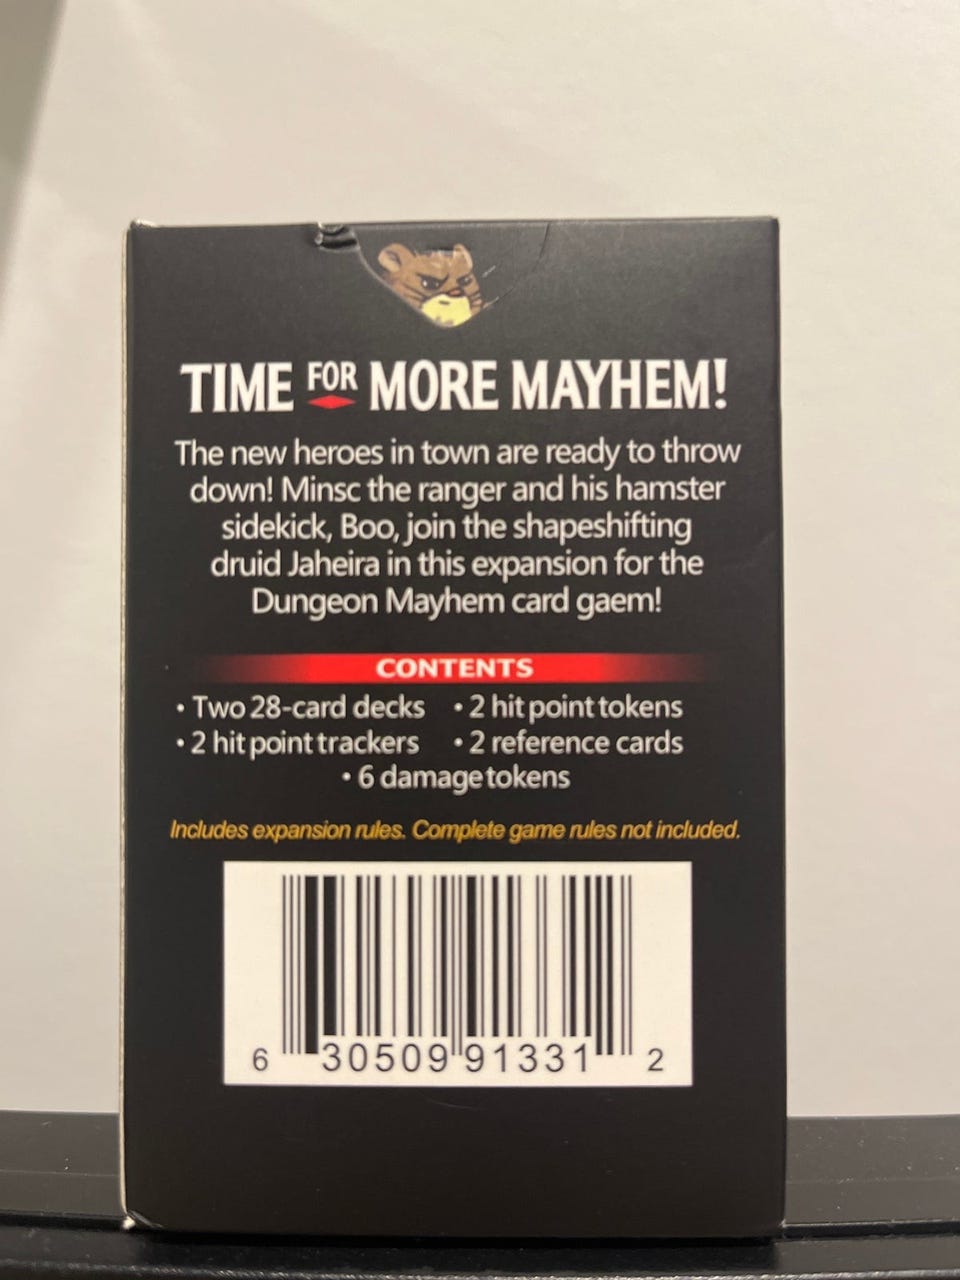 TIME FOR MORE MAYHEM!
The new heroes in town are ready to throw
down! Minsc the ranger and his hamster
sidekick, Boo, join the shapeshifting
druid Jaheira in this expansion for the
Dungeon Mayhem card gaem!
CONTENTS
• Two 28-card decks • 2 hit point tokens
• 2 hit point trackers • 2 reference cards
• 6 damage tokens
Includes expansion rules. Complete game rules not included.
6 30509 91331 2